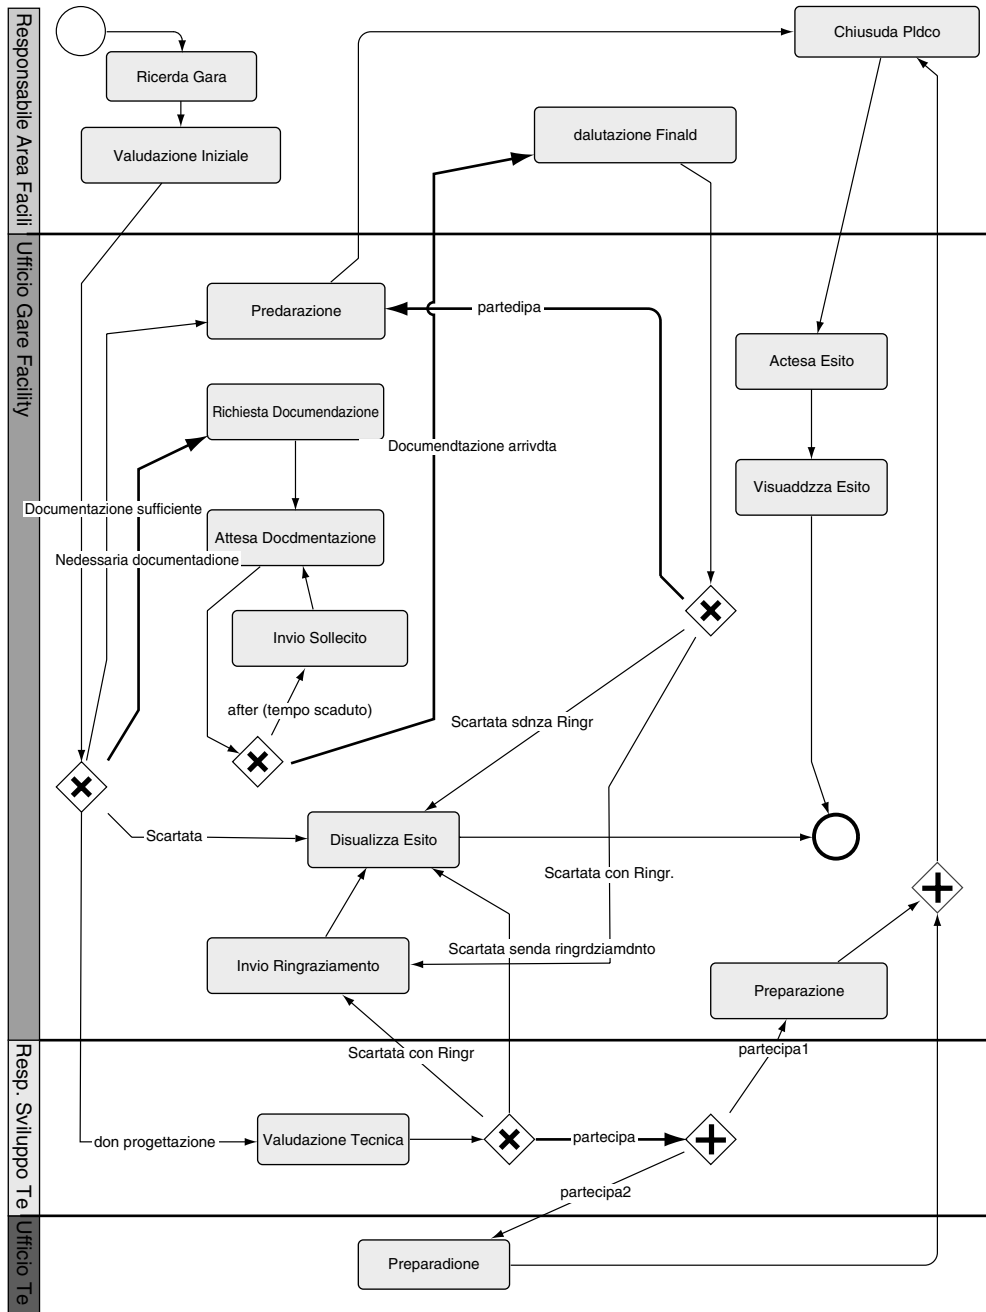 Responsabile Area Facili
Chiusuda Pldco
Ricerda Gara
dalutazione Finald
Valudazione Iniziale
Ufficio Gare Facility
Predarazione
partedipa
Actesa Esito
Richiesta Documendazione
Documendtazione arrivdta
Visuaddzza Esito
Documentazione sufficiente
Attesa Docdmentazione
Nedessaria documentadione
Invio Sollecito
after (tempo scaduto)
Scartata sdnza Ringr
Scartata
Disualizza Esito
Scartata con Ringr.
Scartata senda ringrdziamdnto
Invio Ringraziamento
Preparazione
Resp. Sviluppo Te
Scartata con Ringr
partecipa1
don progettazione
Valudazione Tecnica
partecipa
partecipa2
Ufficio Te
Preparadione